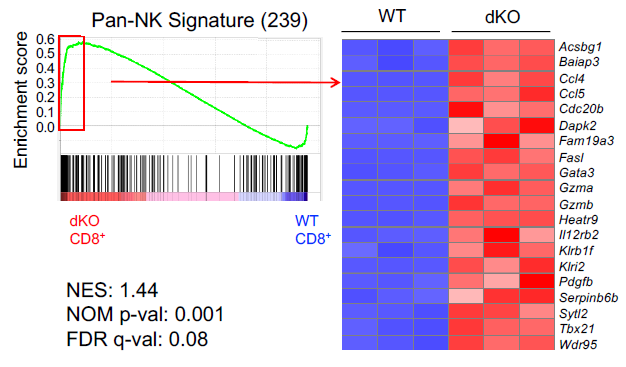 Pan-NK Signature (239)
Enrichment score
0.6
0.5
0.4
0.3
0.2
0.1
0.0
dKO
CD8+
WT
CD8+
NES: 1.44
NOM p-val: 0.001
FDR q-val: 0.08
WT
dKO
Acsbg1
Baiap3
Ccl4
Ccl5
Cdc20b
Dapk2
Fam19a3
Fasl
Gata3
Gzma
Gzmb
Heatr9
Il12rb2
Klrb1f
Klri2
Pdgfb
Serpinb6b
Sytl2
Tbx21
Wdr95